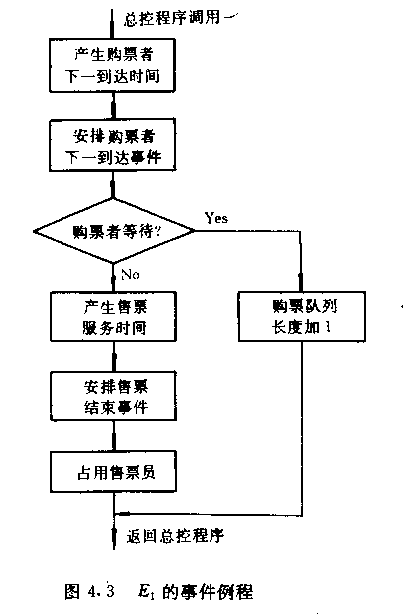 总控程序调用
产生购票者
下一到达时间
安排购票者
下一到达事件
购票者等待?
Yes
No
产生售票
服务时间
购票队列
长度加1
安排售票
结束事件
占用售票员
返回总控程序
图 4.3 E₁ 的事件例程